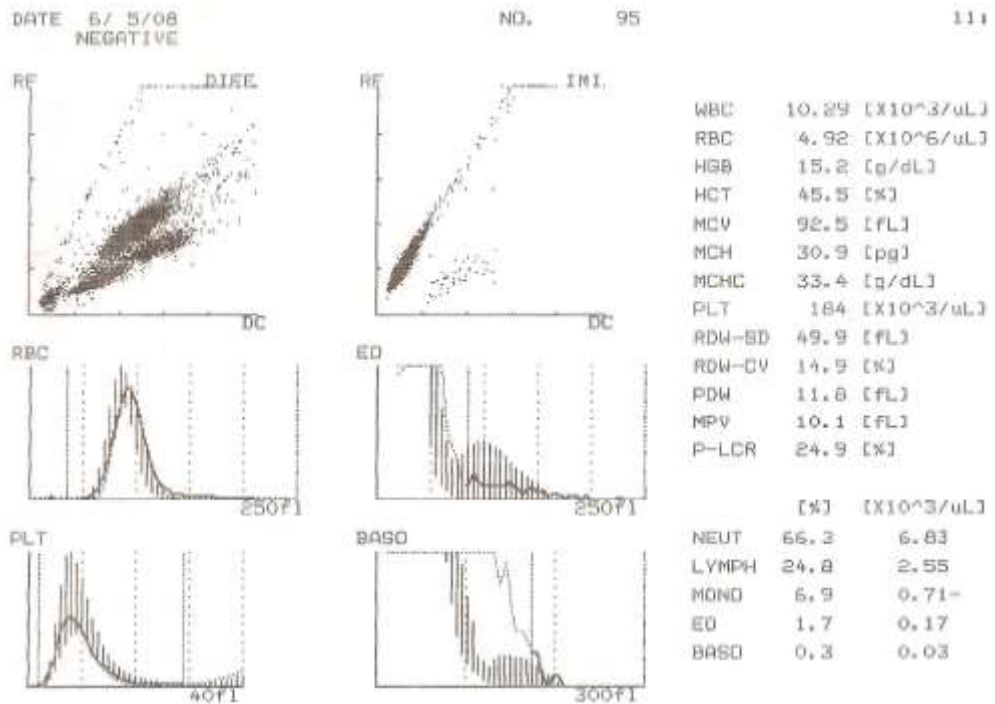 DATE 6/ 5/08 NO. 95 11:
NEGATIVE
RF DIFF RF IMI
DC DC
WBC 10.29 [X10^3/uL]
RBC 4.92 [X10^6/uL]
HGB 15.2 [g/dL]
HCT 45.5 [%]
MCV 92.5 [fL]
MCH 30.9 [pg]
MCHC 33.4 [g/dL]
PLT 184 [X10^3/uL]
RDW-SD 49.9 [fL]
RDW-CV 14.9 [%]
PDW 11.8 [fL]
MPV 10.1 [fL]
P-LCR 24.9 [%]
RBC EO
250fl 250fl
PLT BASO
40fl 300fl
[%] [X10^3/uL]
NEUT 66.3 6.83
LYMPH 24.8 2.55
MONO 6.9 0.71-
EO 1.7 0.17
BASO 0.3 0.03